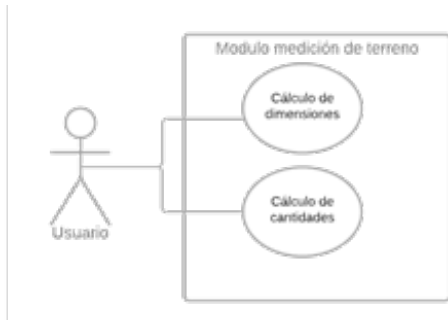 Modulo medición de terreno
Cálculo de
dimensiones
Cálculo de
cantidades
Usuario